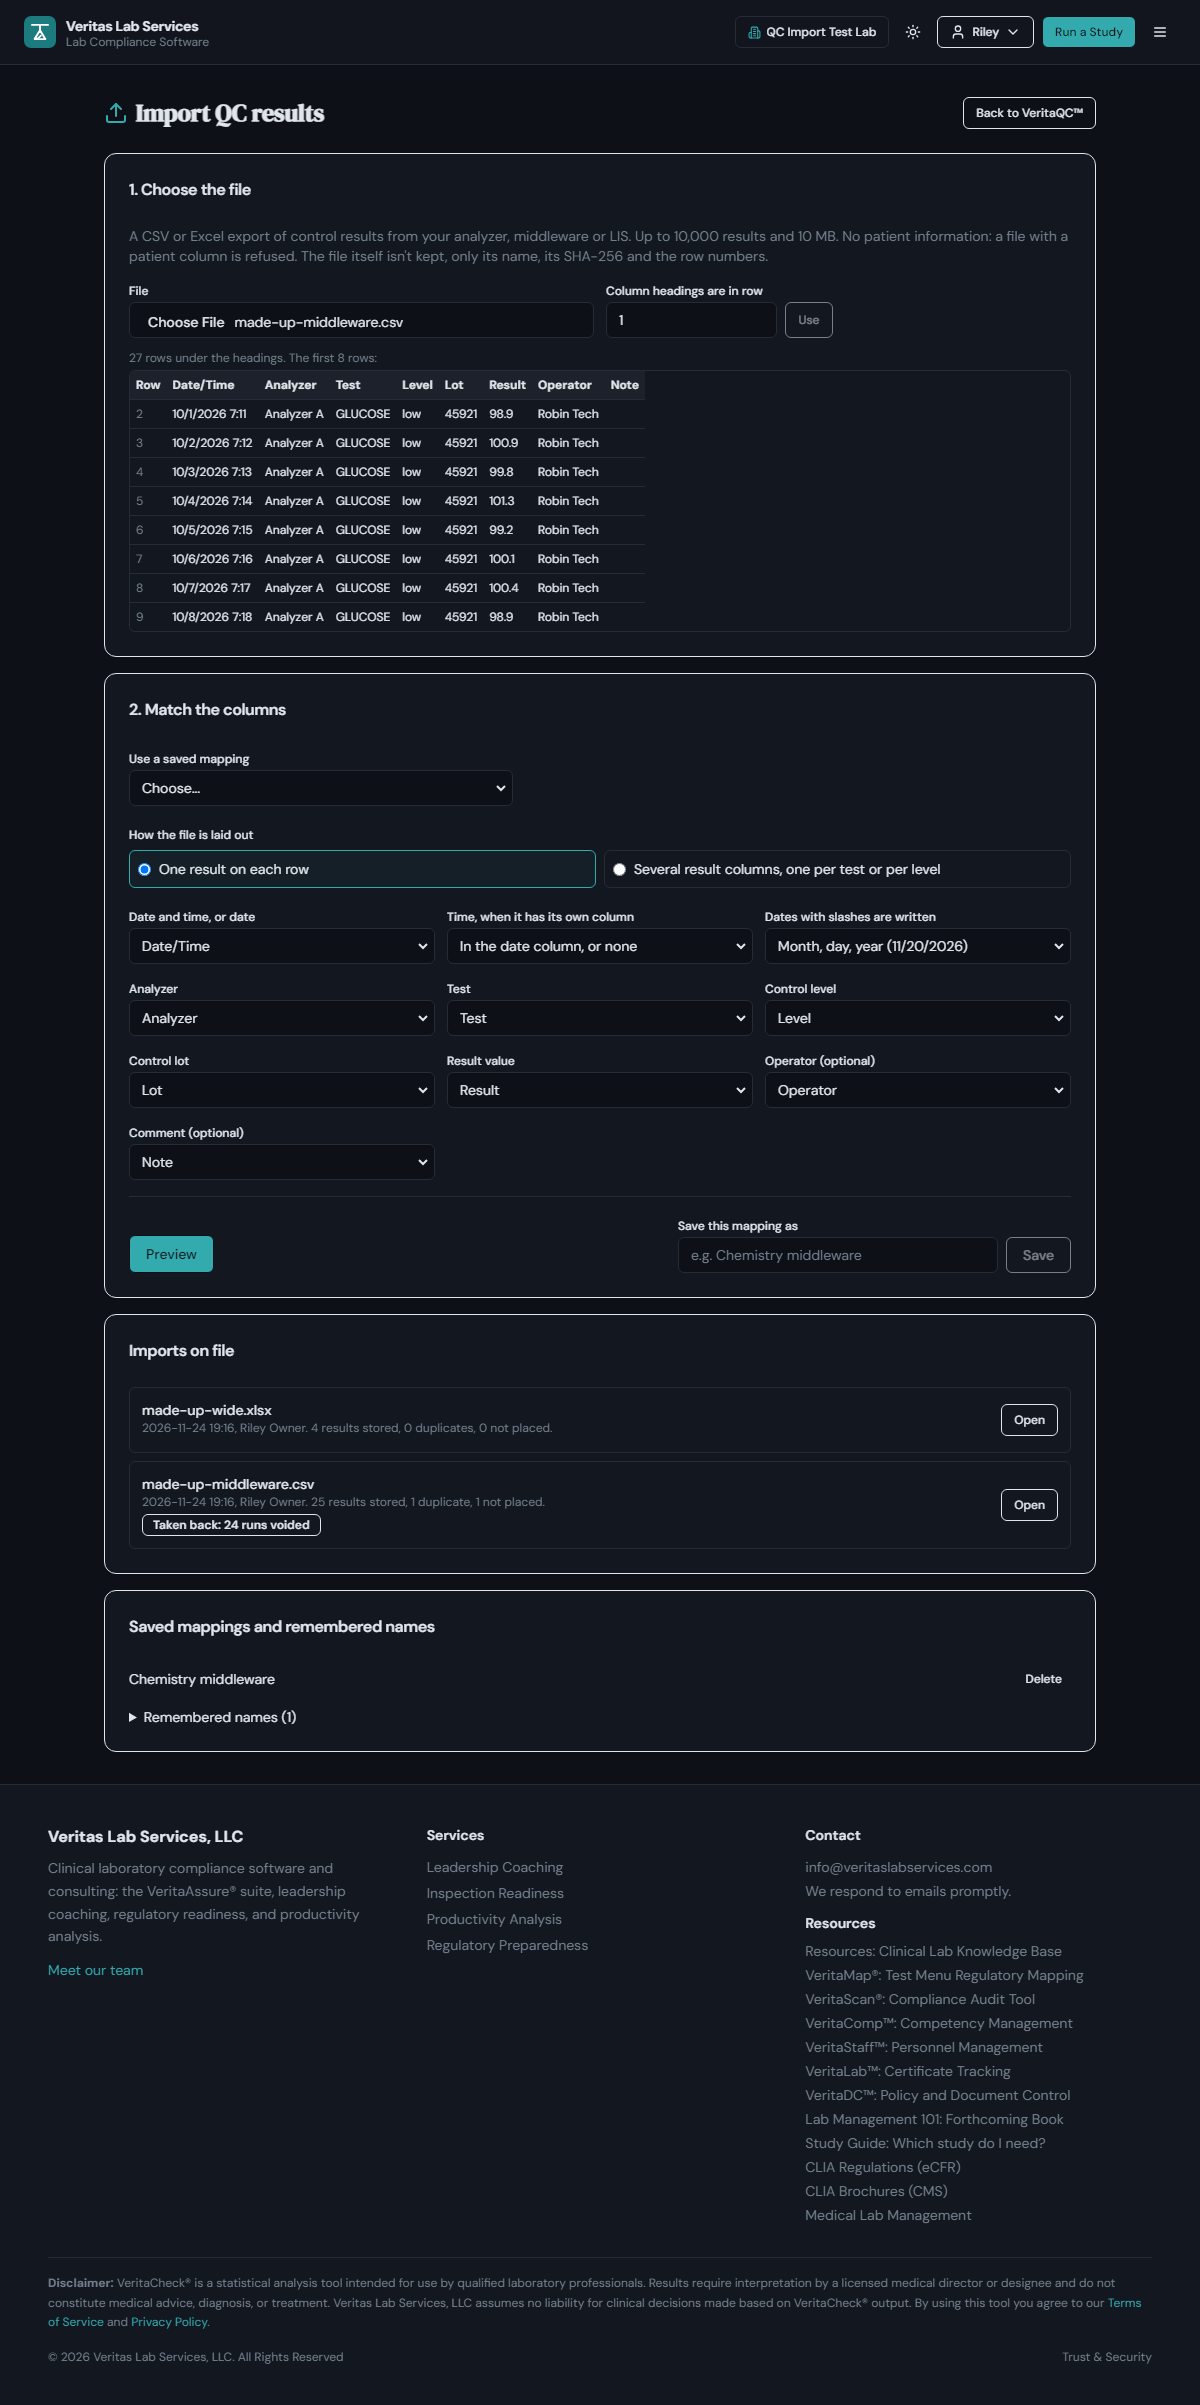 Veritas Lab Services
Lab Compliance Software
QC Import Test Lab
Riley
Run a Study
Import QC results
Back to VeritaQC™
1. Choose the file
A CSV or Excel export of control results from your analyzer, middleware or LIS. Up to 10,000 results and 10 MB. No patient information: a file with a
patient column is refused. The file itself isn't kept, only its name, its SHA-256 and the row numbers.
File
Column headings are in row
Choose File made-up-middleware.csv
1
Use
27 rows under the headings. The first 8 rows:
Row Date/Time Analyzer Test Level Lot Result Operator Note
2 10/1/2026 7:11 Analyzer A GLUCOSE low 45921 98.9 Robin Tech
3 10/2/2026 7:12 Analyzer A GLUCOSE low 45921 100.9 Robin Tech
4 10/3/2026 7:13 Analyzer A GLUCOSE low 45921 99.8 Robin Tech
5 10/4/2026 7:14 Analyzer A GLUCOSE low 45921 101.3 Robin Tech
6 10/5/2026 7:15 Analyzer A GLUCOSE low 45921 99.2 Robin Tech
7 10/6/2026 7:16 Analyzer A GLUCOSE low 45921 100.1 Robin Tech
8 10/7/2026 7:17 Analyzer A GLUCOSE low 45921 100.4 Robin Tech
9 10/8/2026 7:18 Analyzer A GLUCOSE low 45921 98.9 Robin Tech
2. Match the columns
Use a saved mapping
Choose...
How the file is laid out
One result on each row
Several result columns, one per test or per level
Date and time, or date
Time, when it has its own column
Dates with slashes are written
Date/Time
In the date column, or none
Month, day, year (11/20/2026)
Analyzer
Test
Control level
Analyzer
Test
Level
Control lot
Result value
Operator (optional)
Lot
Result
Operator
Comment (optional)
Note
Save this mapping as
Preview
e.g. Chemistry middleware
Save
Imports on file
made-up-wide.xlsx
2026-11-24 19:16, Riley Owner. 4 results stored, 0 duplicates, 0 not placed.
Open
made-up-middleware.csv
2026-11-24 19:16, Riley Owner. 25 results stored, 1 duplicate, 1 not placed.
Taken back: 24 runs voided
Open
Saved mappings and remembered names
Chemistry middleware
Delete
Remembered names (1)
Veritas Lab Services, LLC
Clinical laboratory compliance software and
consulting: the VeritaAssure® suite, leadership
coaching, regulatory readiness, and productivity
analysis.
Meet our team
Services
Leadership Coaching
Inspection Readiness
Productivity Analysis
Regulatory Preparedness
Contact
info@veritaslabservices.com
We respond to emails promptly.
Resources
Resources: Clinical Lab Knowledge Base
VeritaMap®: Test Menu Regulatory Mapping
VeritaScan®: Compliance Audit Tool
VeritaComp™: Competency Management
VeritaStaff™: Personnel Management
VeritaLab™: Certificate Tracking
VeritaDC™: Policy and Document Control
Lab Management 101: Forthcoming Book
Study Guide: Which study do I need?
CLIA Regulations (eCFR)
CLIA Brochures (CMS)
Medical Lab Management
Disclaimer: VeritaCheck® is a statistical analysis tool intended for use by qualified laboratory professionals. Results require interpretation by a licensed medical director or designee and do not
constitute medical advice, diagnosis, or treatment. Veritas Lab Services, LLC assumes no liability for clinical decisions made based on VeritaCheck® output. By using this tool you agree to our Terms
of Service and Privacy Policy.
© 2026 Veritas Lab Services, LLC. All Rights Reserved
Trust & Security